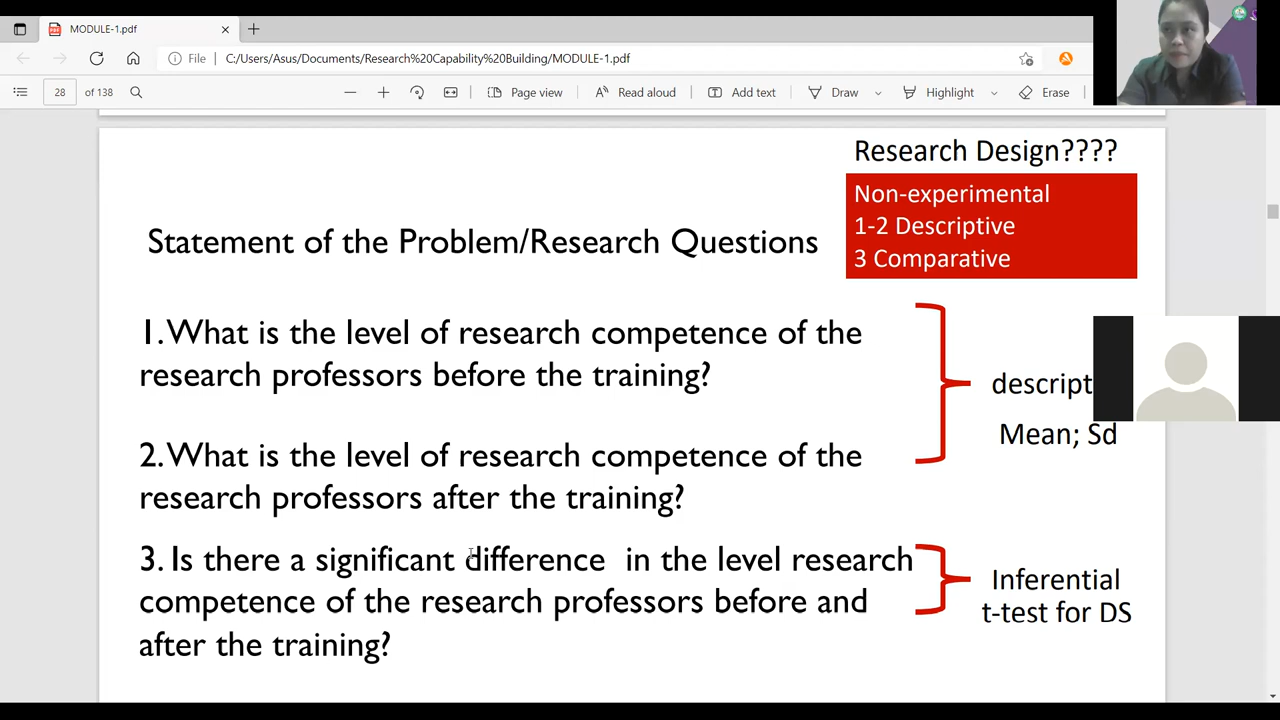 MODULE-1.pdf
File
C:/Users/Asus/Documents/Research%20Capability%20Building/MODULE-1.pdf
28
of 138
Page view
Read aloud
Add text
Draw
Highlight
Erase
Research Design????
Non-experimental
1-2 Descriptive
3 Comparative
Statement of the Problem/Research Questions
1. What is the level of research competence of the
research professors before the training?
descript
Mean; Sd
2. What is the level of research competence of the
research professors after the training?
3. Is there a significant difference in the level research
competence of the research professors before and
after the training?
Inferential
t-test for DS